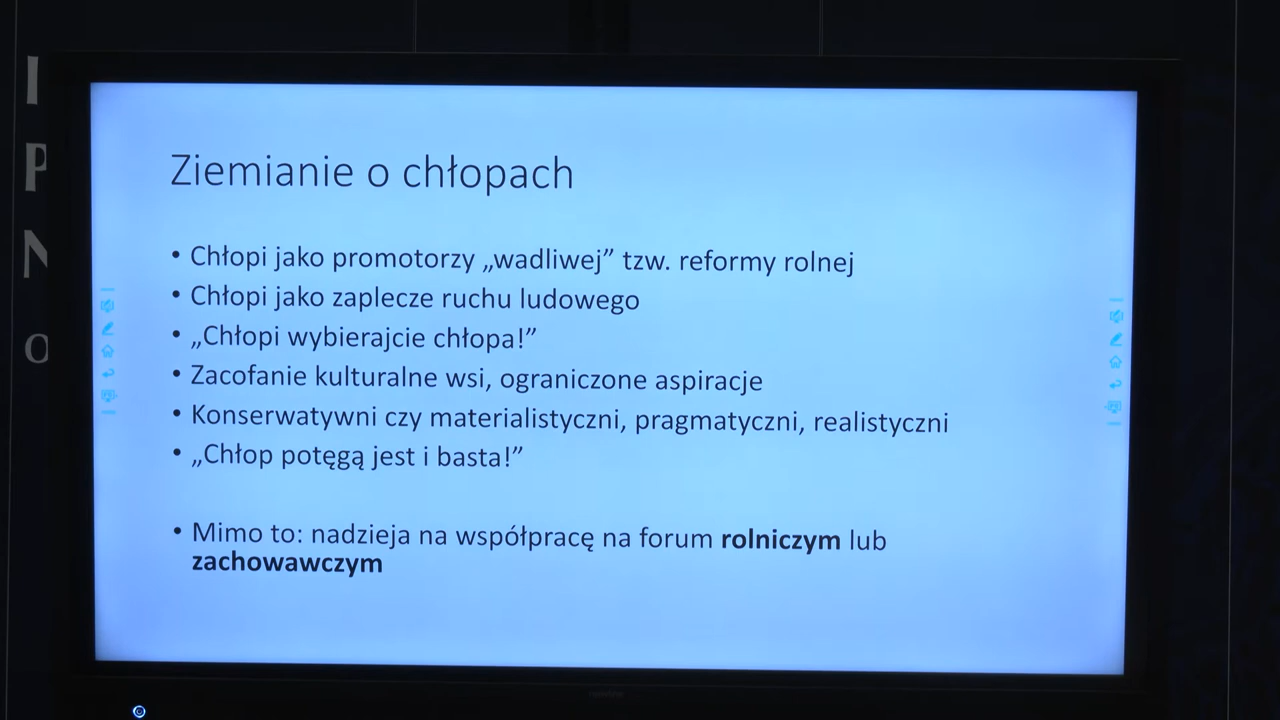 I
P
N
O
Ziemianie o chłopach
• Chłopi jako promotorzy „wadliwej” tzw. reformy rolnej
• Chłopi jako zaplecze ruchu ludowego
• „Chłopi wybierajcie chłopa!”
• Zacofanie kulturalne wsi, ograniczone aspiracje
• Konserwatywni czy materialistyczni, pragmatyczni, realistyczni
• „Chłop potęgą jest i basta!”
• Mimo to: nadzieja na współpracę na forum rolniczym lub
zachowawczym